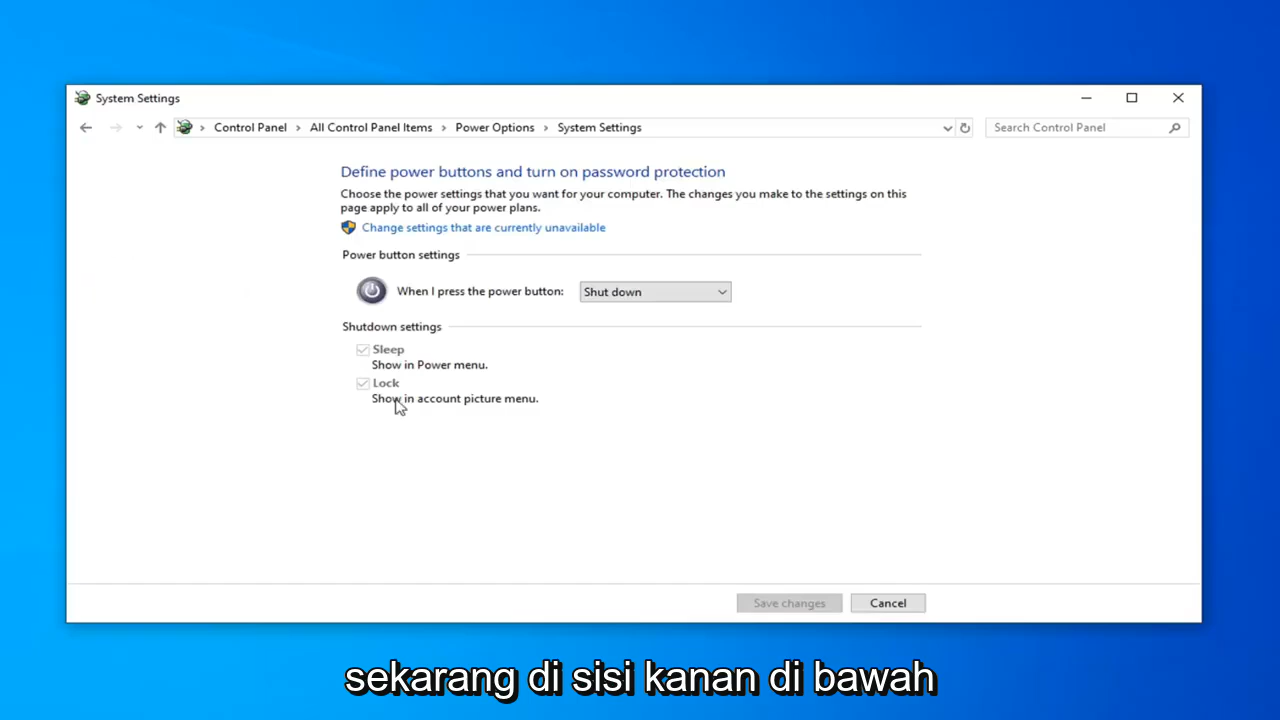 System Settings
Control Panel > All Control Panel Items > Power Options > System Settings
Search Control Panel
Define power buttons and turn on password protection
Choose the power settings that you want for your computer. The changes you make to the settings on this
page apply to all of your power plans.
Change settings that are currently unavailable
Power button settings
When I press the power button: Shut down
Shutdown settings
Sleep
Show in Power menu.
Lock
Show in account picture menu.
Save changes Cancel
sekarang di sisi kanan di bawah